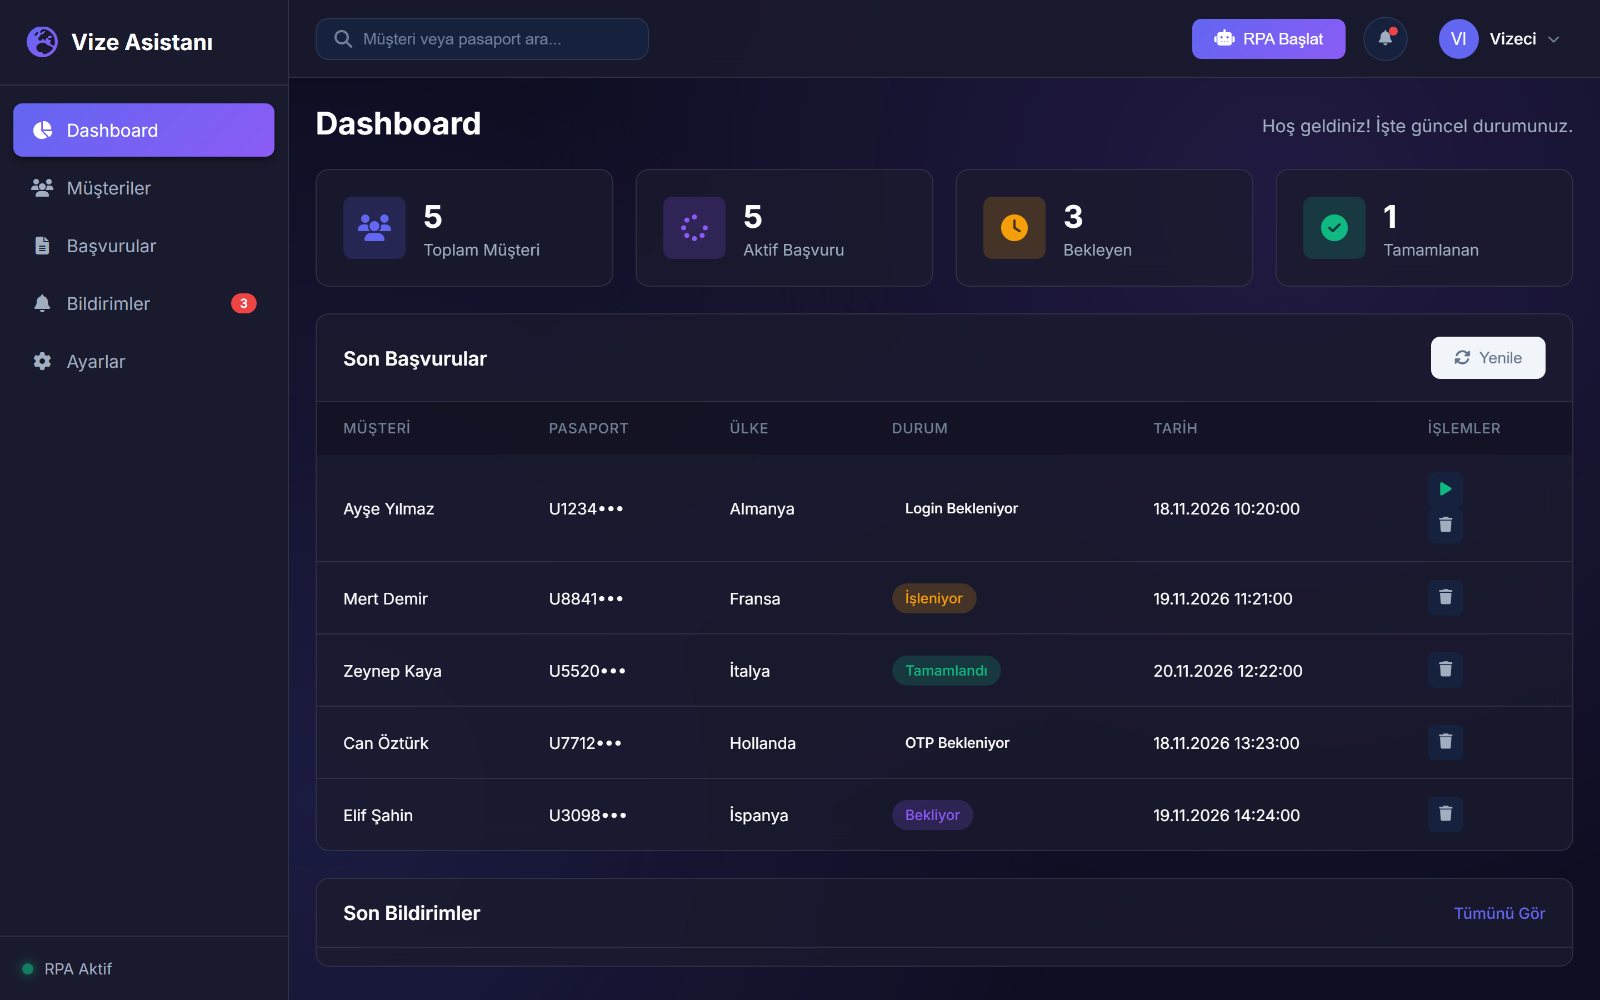 Vize Asistanı
Müşteri veya pasaport ara...
RPA Başlat
VI
Vizeci
Dashboard
Müşteriler
Başvurular
Bildirimler
3
Ayarlar
RPA Aktif
Dashboard
Hoş geldiniz! İşte güncel durumunuz.
5
Toplam Müşteri
5
Aktif Başvuru
3
Bekleyen
1
Tamamlanan
Son Başvurular
Yenile
MÜŞTERİ PASAPORT ÜLKE DURUM TARİH İŞLEMLER
Ayşe Yılmaz U1234••• Almanya Login Bekleniyor 18.11.2026 10:20:00
Mert Demir U8841••• Fransa İşleniyor 19.11.2026 11:21:00
Zeynep Kaya U5520••• İtalya Tamamlandı 20.11.2026 12:22:00
Can Öztürk U7712••• Hollanda OTP Bekleniyor 18.11.2026 13:23:00
Elif Şahin U3098••• İspanya Bekliyor 19.11.2026 14:24:00
Son Bildirimler
Tümünü Gör